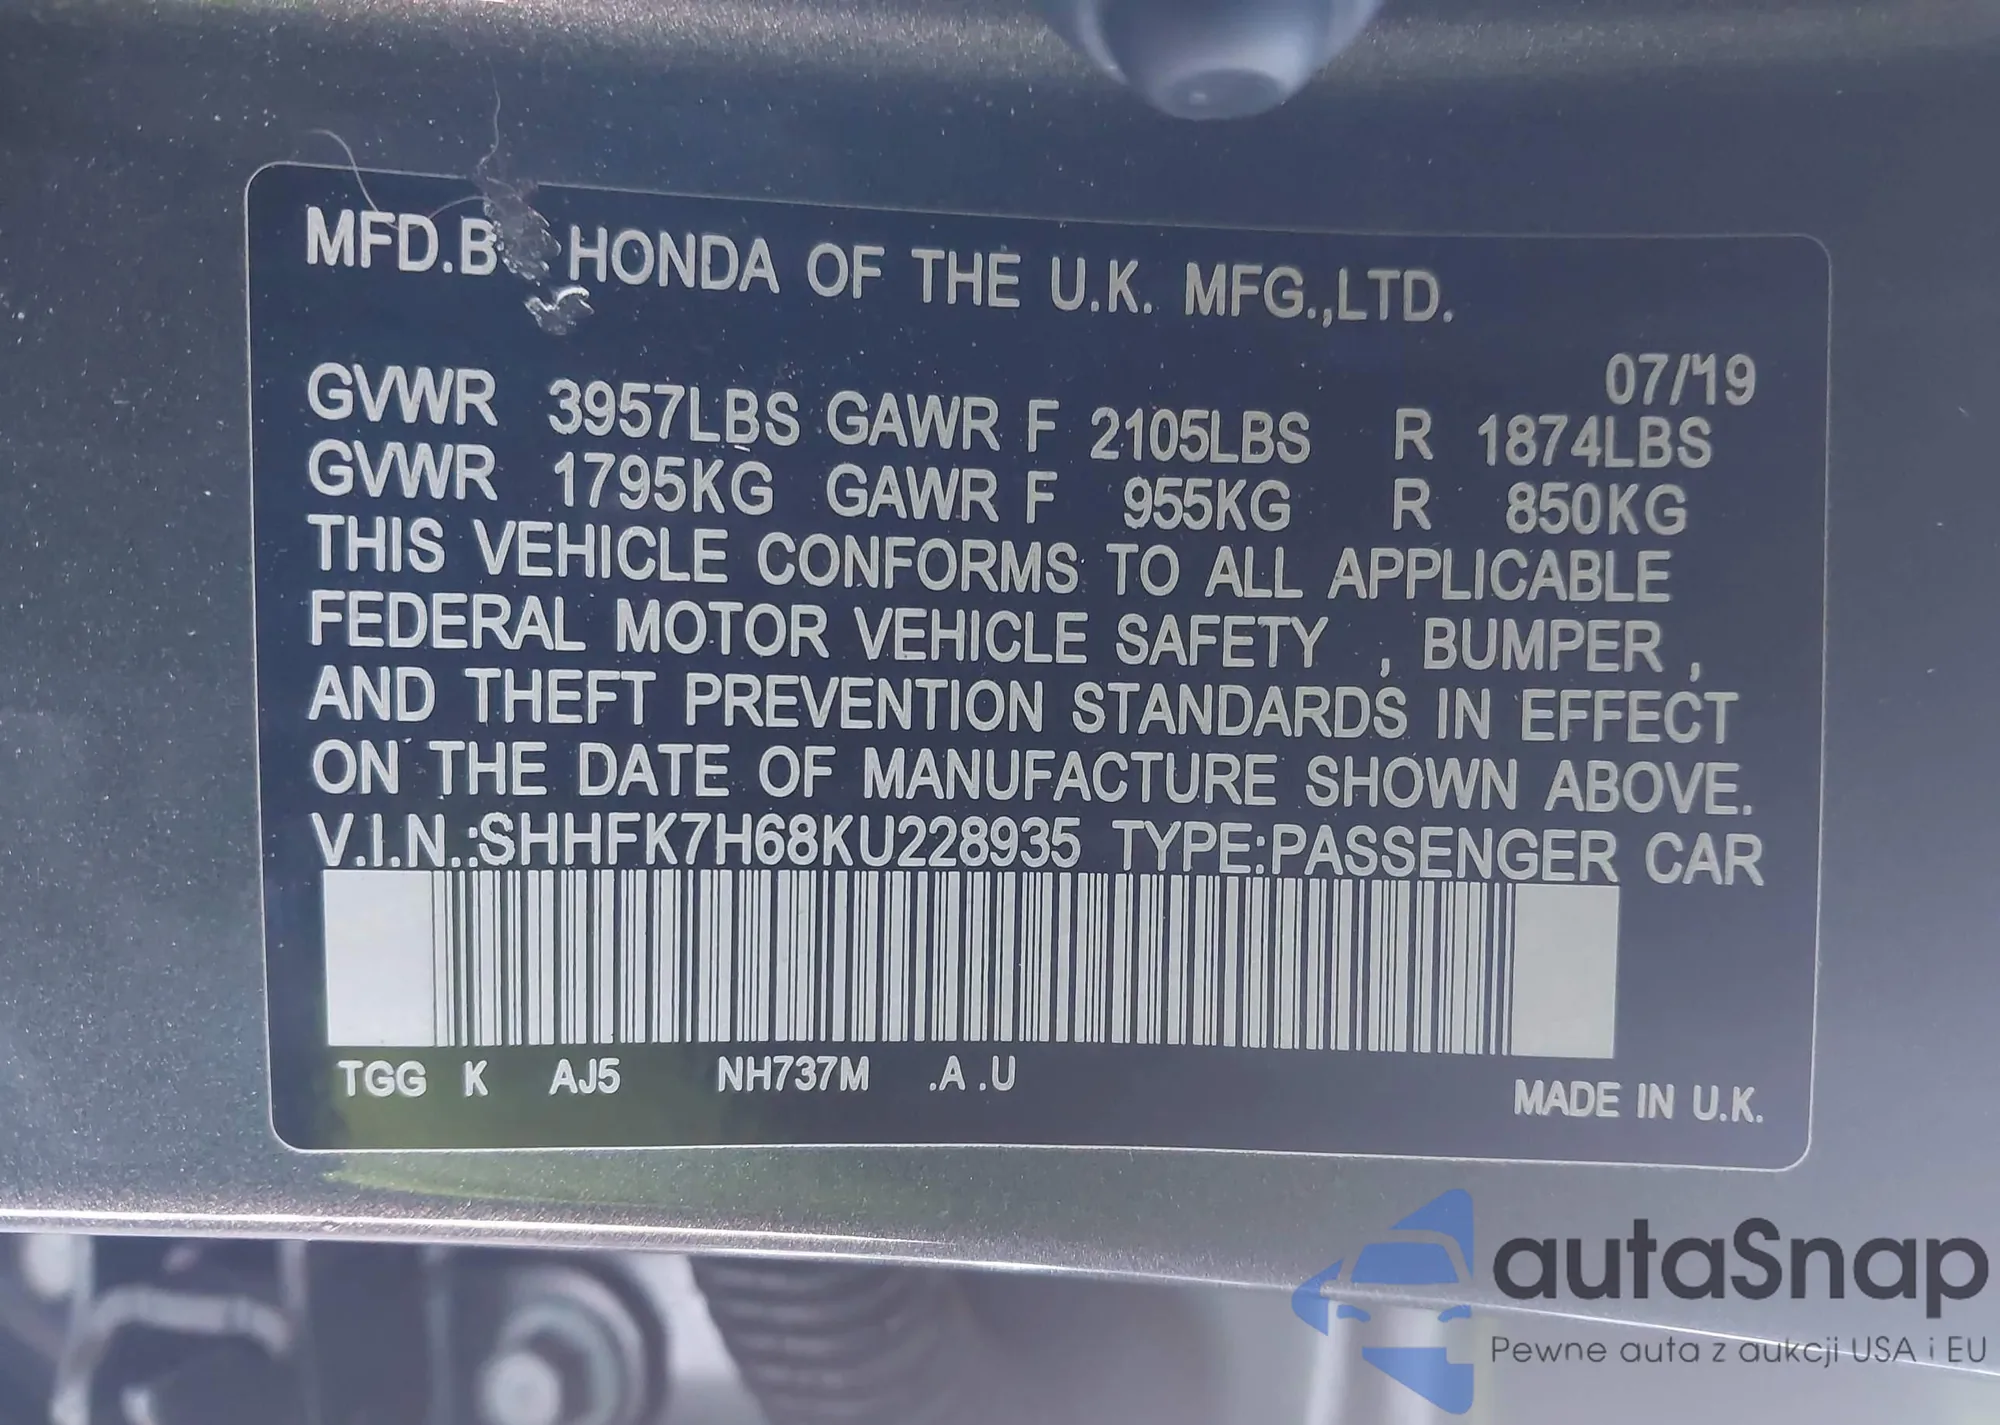 MFD.B HONDA OF THE U.K. MFG.,LTD.
07/19
GVWR 3957LBS GAWR F 2105LBS R 1874LBS
GVWR 1795KG GAWR F 955KG R 850KG
THIS VEHICLE CONFORMS TO ALL APPLICABLE
FEDERAL MOTOR VEHICLE SAFETY , BUMPER ,
AND THEFT PREVENTION STANDARDS IN EFFECT
ON THE DATE OF MANUFACTURE SHOWN ABOVE.
V.I.N.:SHHFK7H68KU228935 TYPE:PASSENGER CAR
TGG K AJ5 NH737M .A .U
MADE IN U.K.
autaSnap
Pewne auta z aukcji USA i EU